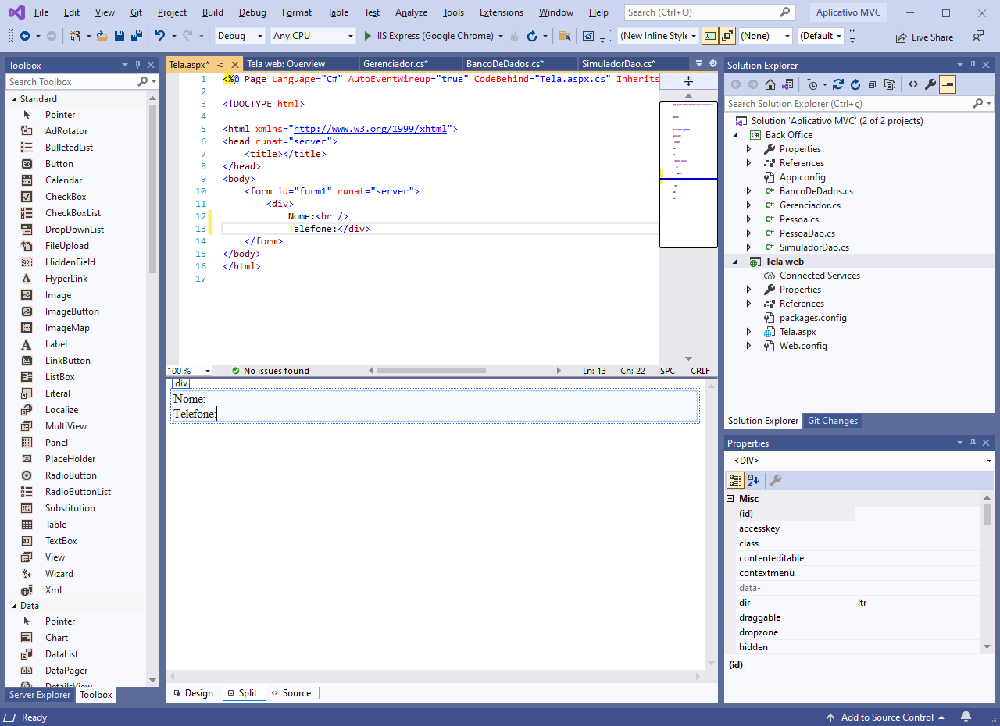 File Edit View Git Project Build Debug Format Table Test Analyze Tools Extensions Window Help Search (Ctrl+Q) Aplicativo MVC
Debug Any CPU IIS Express (Google Chrome) (New Inline Style (None) (Default Live Share
Toolbox
Search Toolbox
Standard
Pointer
AdRotator
BulletedList
Button
Calendar
CheckBox
CheckBoxList
DropDownList
FileUpload
HiddenField
HyperLink
Image
ImageButton
ImageMap
Label
LinkButton
ListBox
Literal
Localize
MultiView
Panel
PlaceHolder
RadioButton
RadioButtonList
Substitution
Table
TextBox
View
Wizard
Xml
Data
Pointer
Chart
DataList
DataPager
DetailsView
Server Explorer Toolbox
Tela.aspx* Tela web: Overview Gerenciador.cs* BancoDeDados.cs* SimuladorDao.cs*
1 <%@ Page Language="C#" AutoEventWireup="true" CodeBehind="Tela.aspx.cs" Inherits
2
3 <!DOCTYPE html>
4
5 <html xmlns="http://www.w3.org/1999/xhtml">
6 <head runat="server">
7 <title></title>
8 </head>
9 <body>
10 <form id="form1" runat="server">
11 <div>
12 Nome:<br />
13 Telefone:</div>
14 </form>
15 </body>
16 </html>
17
100 % No issues found Ln: 13 Ch: 22 SPC CRLF
div
Nome:
Telefone:
Design Split Source
Solution Explorer
Search Solution Explorer (Ctrl+ç)
Solution 'Aplicativo MVC' (2 of 2 projects)
Back Office
Properties
References
App.config
BancoDeDados.cs
Gerenciador.cs
Pessoa.cs
PessoaDao.cs
SimuladorDao.cs
Tela web
Connected Services
Properties
References
packages.config
Tela.aspx
Web.config
Solution Explorer Git Changes
Properties
<DIV>
Misc
(id)
accesskey
class
contenteditable
contextmenu
data-
dir ltr
draggable
dropzone
hidden
(id)
Ready Add to Source Control